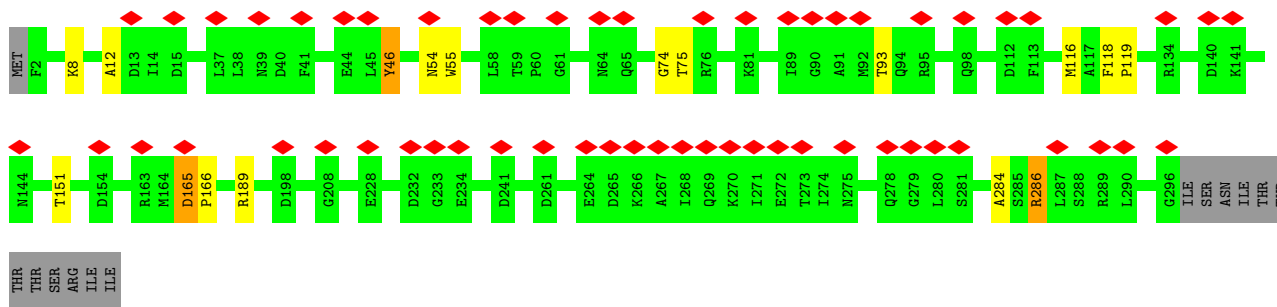 MET F2 K8 A12 D13 I14 D15 L37 L38 N39 D40 F41 E44 L45 Y46 N54 W55 L58 T59 P60 G61 N64 Q65 G74 T75 R76 K81 I89 G90 A91 M92 T93 Q94 R95 Q98 D112 F113 M116 A117 F118 P119 R134 D140 K141
N144 T151 D154 R163 M164 D165 P166 R189 D198 G208 E228 D232 G233 E234 D241 D261 E264 D265 K266 A267 I268 Q269 K270 I271 E272 T273 I274 N275 Q278 G279 L280 S281 A284 S285 R286 L287 S288 R289 L290 G296 ILE SER ASN ILE THR
THR THR SER ARG ILE ILE